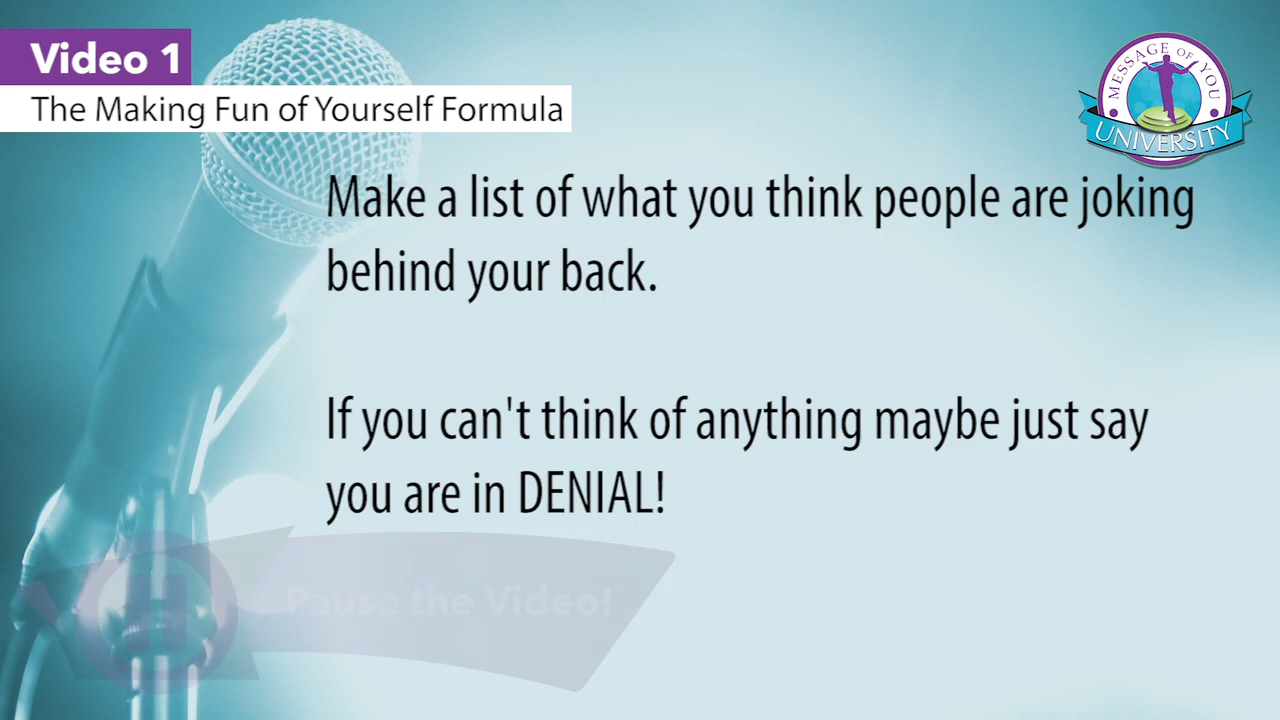 Video 1
The Making Fun of Yourself Formula
MESSAGE OF YOU
UNIVERSITY
Make a list of what you think people are joking
behind your back.
If you can't think of anything maybe just say
you are in DENIAL!
Pause the Video!